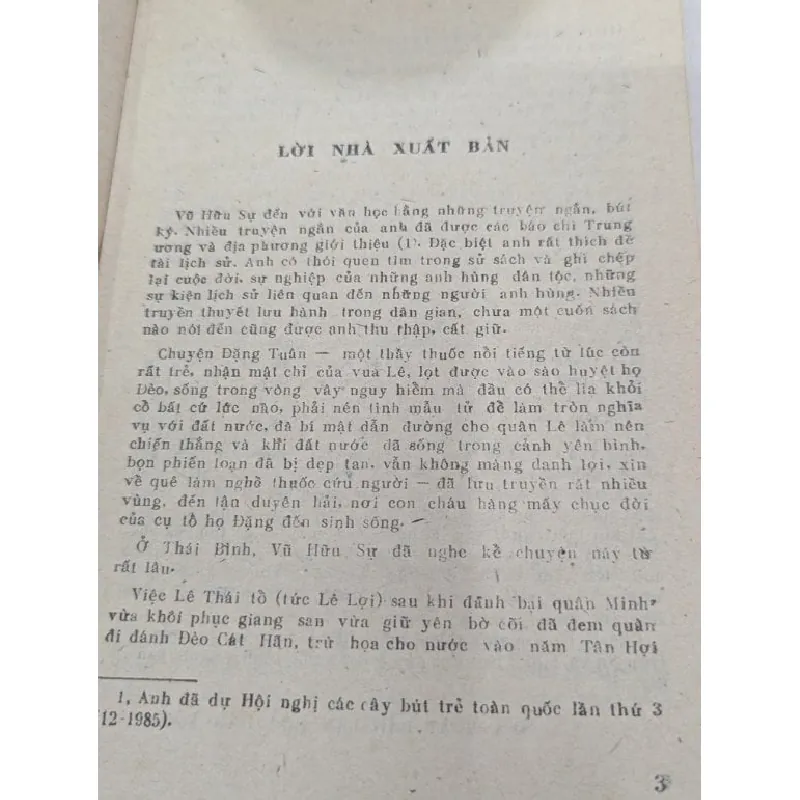 LỜI NHÀ XUẤT BẢN
Vũ Hữu Sự đến với văn học bằng những truyện ngắn, bút
ký. Nhiều truyện ngắn của anh đã được các báo chí Trung
ương và địa phương giới thiệu (1). Đặc biệt anh rất thích đề
tài lịch sử. Anh có thói quen tìm trong sử sách và ghi chép
lại cuộc đời, sự nghiệp của những anh hùng dân tộc, những
sự kiện lịch sử liên quan đến những người anh hùng. Nhiều
truyền thuyết lưu hành trong dân gian, chưa một cuốn sách
nào nói đến cũng được anh thu thập, cất giữ.
Chuyện Đặng Tuân — một thầy thuốc nổi tiếng từ lúc còn
rất trẻ, nhận mật chỉ của vua Lê, lọt được vào sào huyệt họ
Đèo, sống trong vòng vây nguy hiểm mà đầu có thể lìa khỏi
cổ bất cứ lúc nào, phải nén tình mẫu tử để làm tròn nghĩa
vụ với đất nước, đã bí mật dẫn đường cho quân Lê làm nên
chiến thắng và khi đất nước đã sống trong cảnh yên bình,
bọn phiến loạn đã bị dẹp tan, vẫn không màng danh lợi, xin
về quê làm nghề thuốc cứu người — đã lưu truyền rất nhiều
vùng, đến tận duyên hải, nơi con cháu hàng mấy chục đời
của cụ tổ họ Đặng đến sinh sống. —
Ở Thái Bình, Vũ Hữu Sự đã nghe kể chuyện này từ
rất lâu.
Việc Lê Thái tổ (tức Lê Lợi) sau khi đánh bại quân Minh
vừa khôi phục giang san vừa giữ yên bờ cõi đã đem quân
đi đánh Đèo Cát Hãn, trừ họa cho nước vào năm Tân Hợi
1, Anh đã dự Hội nghị các cây bút trẻ toàn quốc lần thứ 3
12-1985).
3